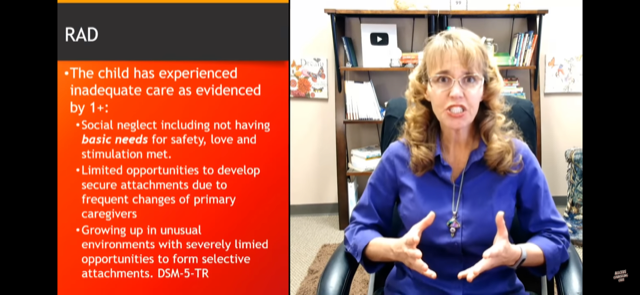 RAD
•The child has experienced
inadequate care as evidenced
by 1+:
•Social neglect including not having
basic needs for safety, love and
stimulation met.
•Limited opportunities to develop
secure attachments due to
frequent changes of primary
caregivers
•Growing up in unusual
environments with severely limied
opportunities to form selective
attachments. DSM-5-TR